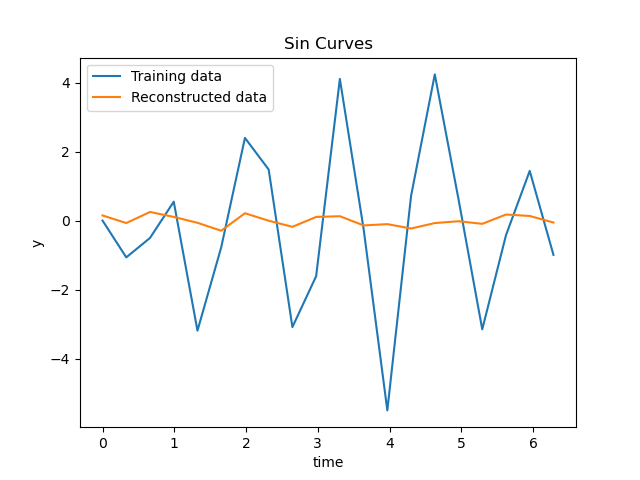 Sin Curves
Training data
Reconstructed data
4
2
0
−2
−4
y
0 1 2 3 4 5 6
time